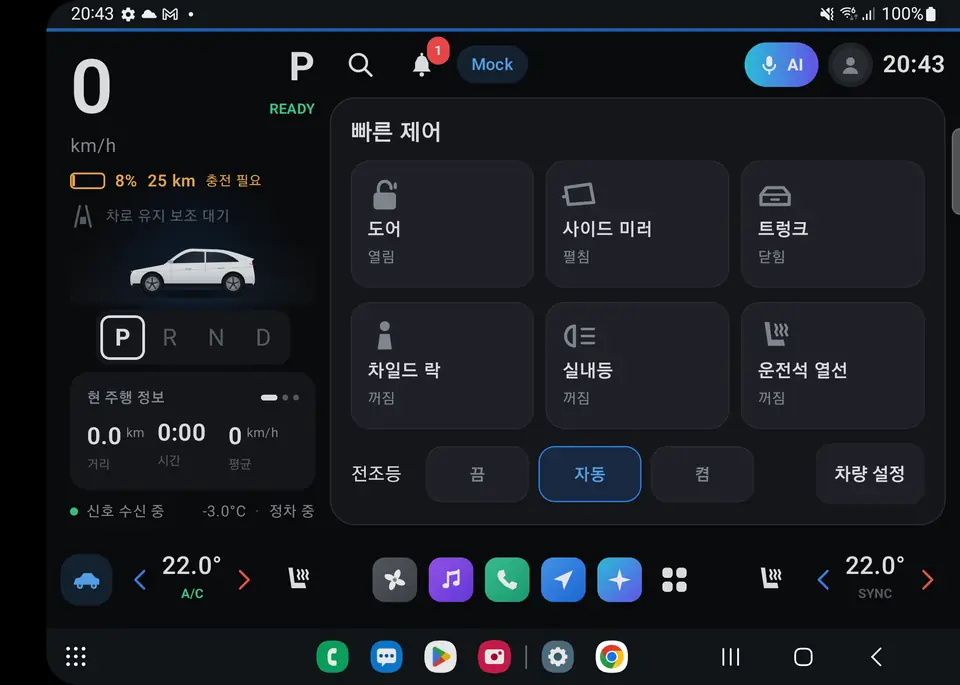 20:43 100%
0 P
READY
km/h
8% 25 km 충전 필요
차로 유지 보조 대기
P R N D
현 주행 정보
0.0 km 0:00 0 km/h
거리 시간 평균
신호 수신 중 -3.0°C · 정차 중
1 Mock AI 20:43
빠른 제어
도어 사이드 미러 트렁크
열림 펼침 닫힘
차일드 락 실내등 운전석 열선
꺼짐 꺼짐 꺼짐
전조등 끔 자동 켬 차량 설정
22.0° 22.0°
A/C SYNC